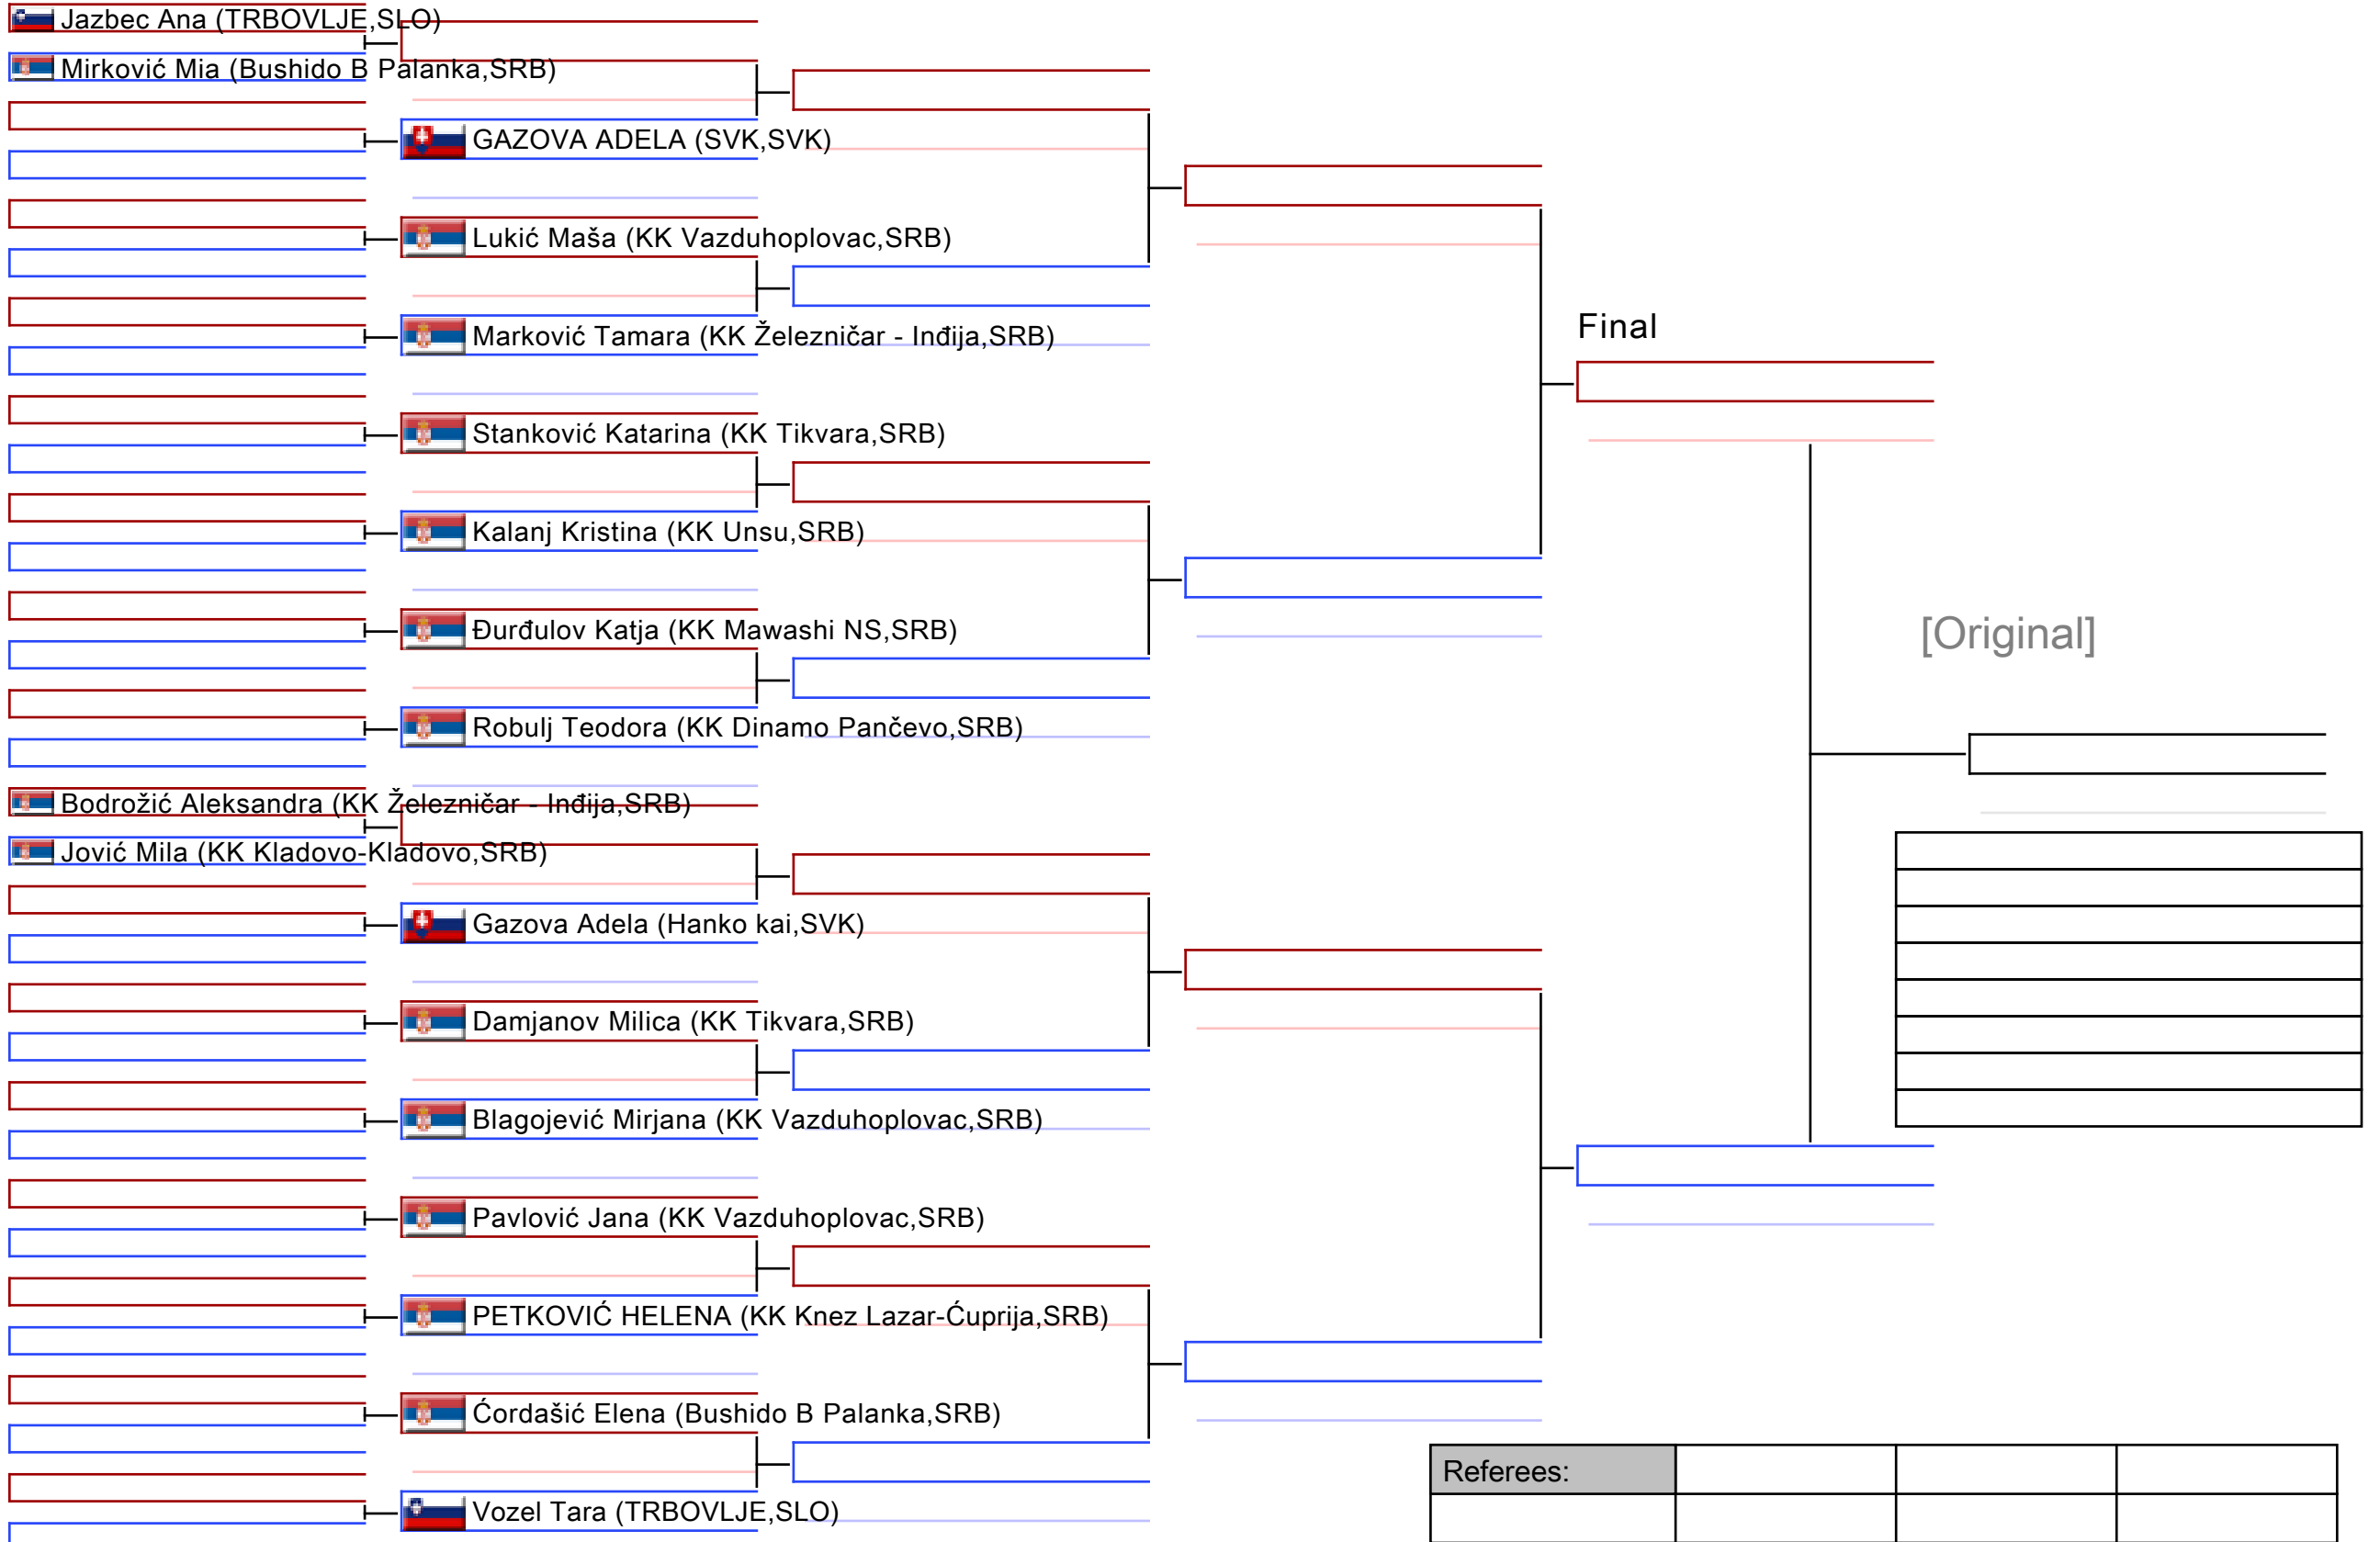 Jazbec Ana (TRBOVLJE,SLO)
Mirković Mia (Bushido B Palanka,SRB)
GAZOVA ADELA (SVK,SVK)
Lukić Maša (KK Vazduhoplovac,SRB)
Final
Marković Tamara (KK Železničar - Inđija,SRB)
Stanković Katarina (KK Tikvara,SRB)
Kalanj Kristina (KK Unsu,SRB)
Đurđulov Katja (KK Mawashi NS,SRB)
[Original]
Robulj Teodora (KK Dinamo Pančevo,SRB)
Bodrožić Aleksandra (KK Železničar - Inđija,SRB)
Jović Mila (KK Kladovo-Kladovo,SRB)
Gazova Adela (Hanko kai,SVK)
Damjanov Milica (KK Tikvara,SRB)
Blagojević Mirjana (KK Vazduhoplovac,SRB)
Pavlović Jana (KK Vazduhoplovac,SRB)
PETKOVIĆ HELENA (KK Knez Lazar-Ćuprija,SRB)
Ćordašić Elena (Bushido B Palanka,SRB)
Referees:
Vozel Tara (TRBOVLJE,SLO)